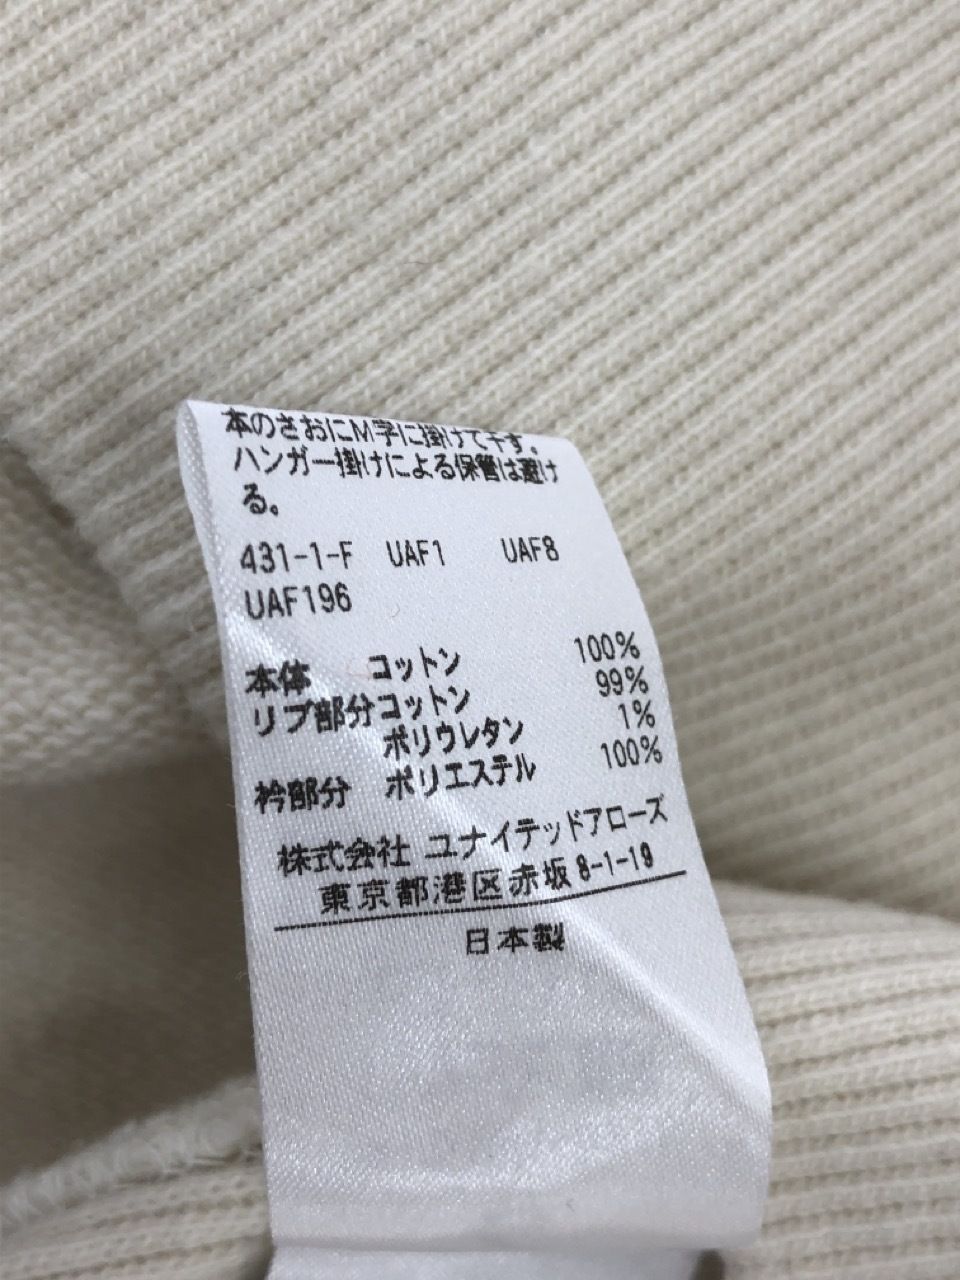 本のさおにM字に掛けて干す。
ハンガー掛けによる保管は避け
る。
431-1-F UAF1 UAF8
UAF196
本体 コットン 100%
リブ部分コットン 99%
ポリウレタン 1%
衿部分 ポリエステル 100%
株式会社 ユナイテッドアローズ
東京都港区赤坂8-1-19
日本製